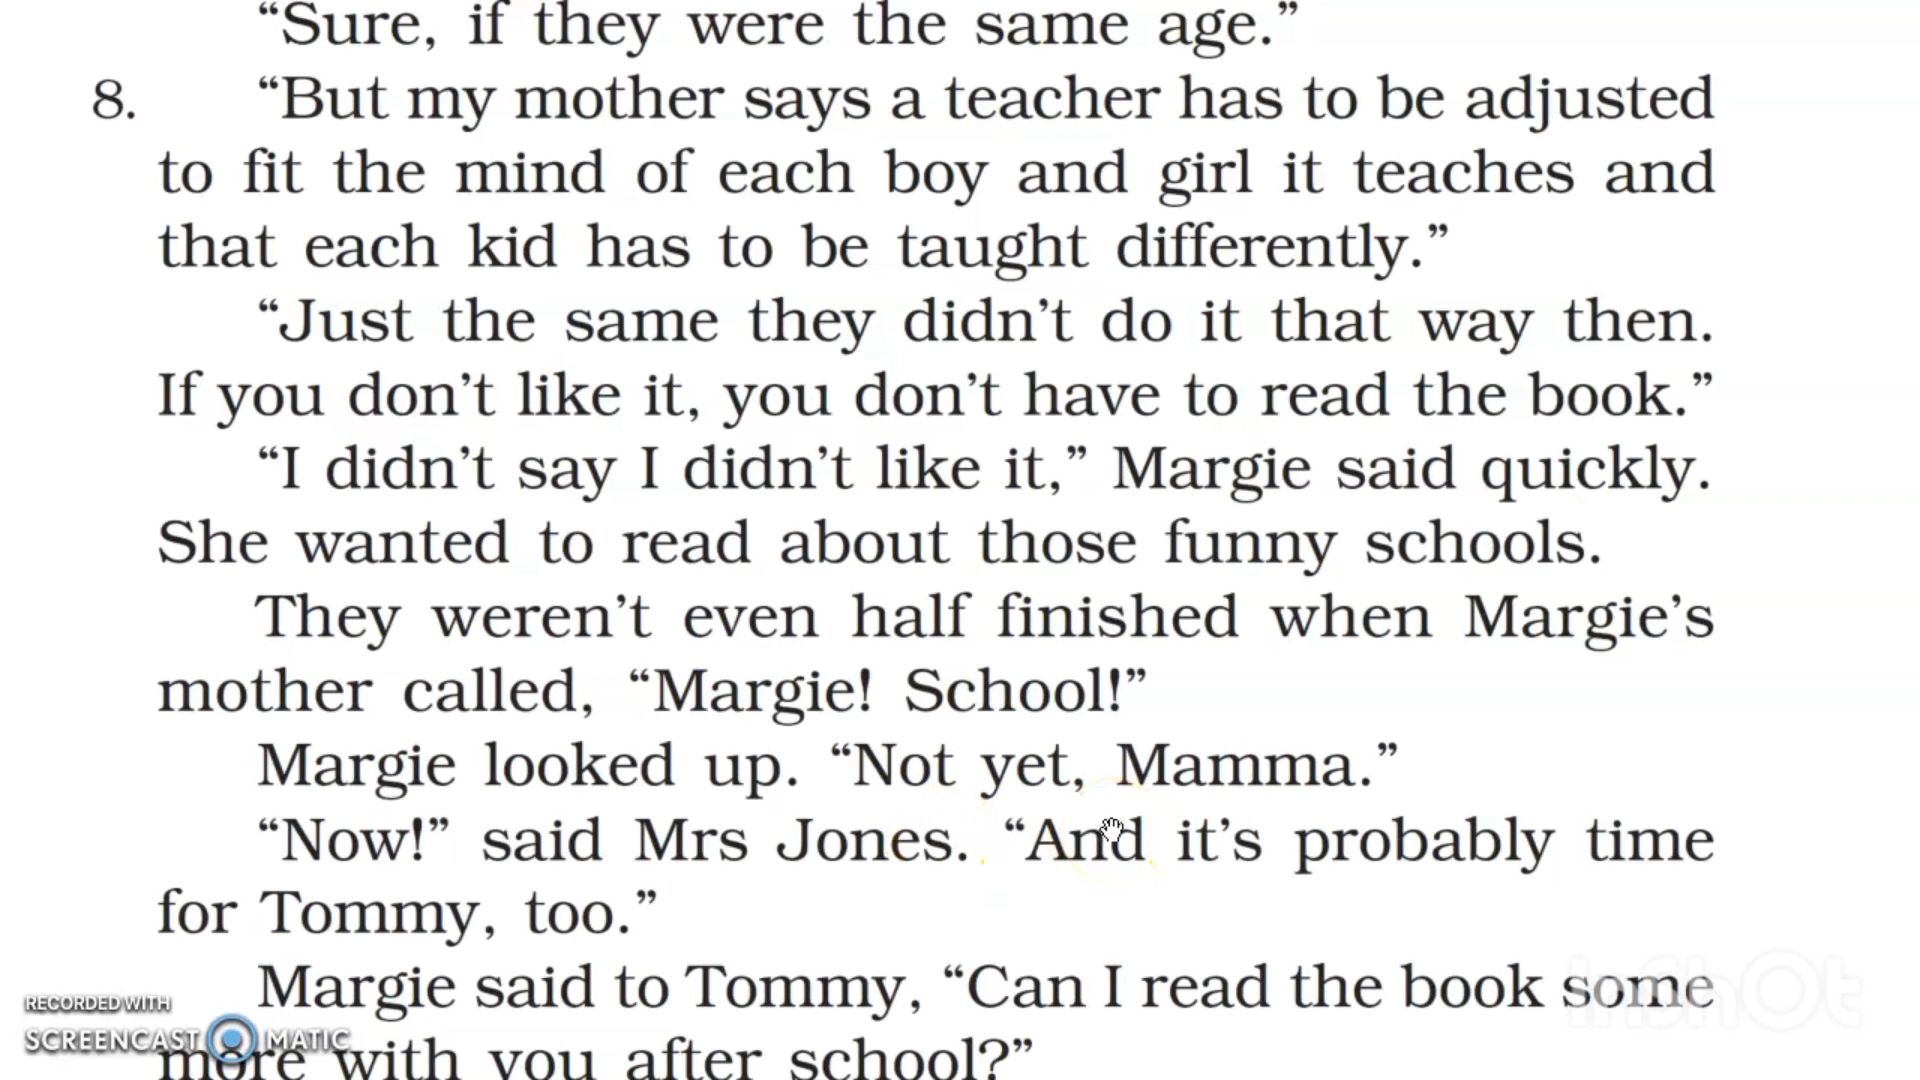 “Sure, if they were the same age.”
8. “But my mother says a teacher has to be adjusted
to fit the mind of each boy and girl it teaches and
that each kid has to be taught differently.”
“Just the same they didn’t do it that way then.
If you don’t like it, you don’t have to read the book.”
“I didn’t say I didn’t like it,” Margie said quickly.
She wanted to read about those funny schools.
They weren’t even half finished when Margie’s
mother called, “Margie! School!”
Margie looked up. “Not yet, Mamma.”
“Now!” said Mrs Jones. “And it’s probably time
for Tommy, too.”
Margie said to Tommy, “Can I read the book some
more with you after school?”
RECORDED WITH
SCREENCAST MATIC
InShOt